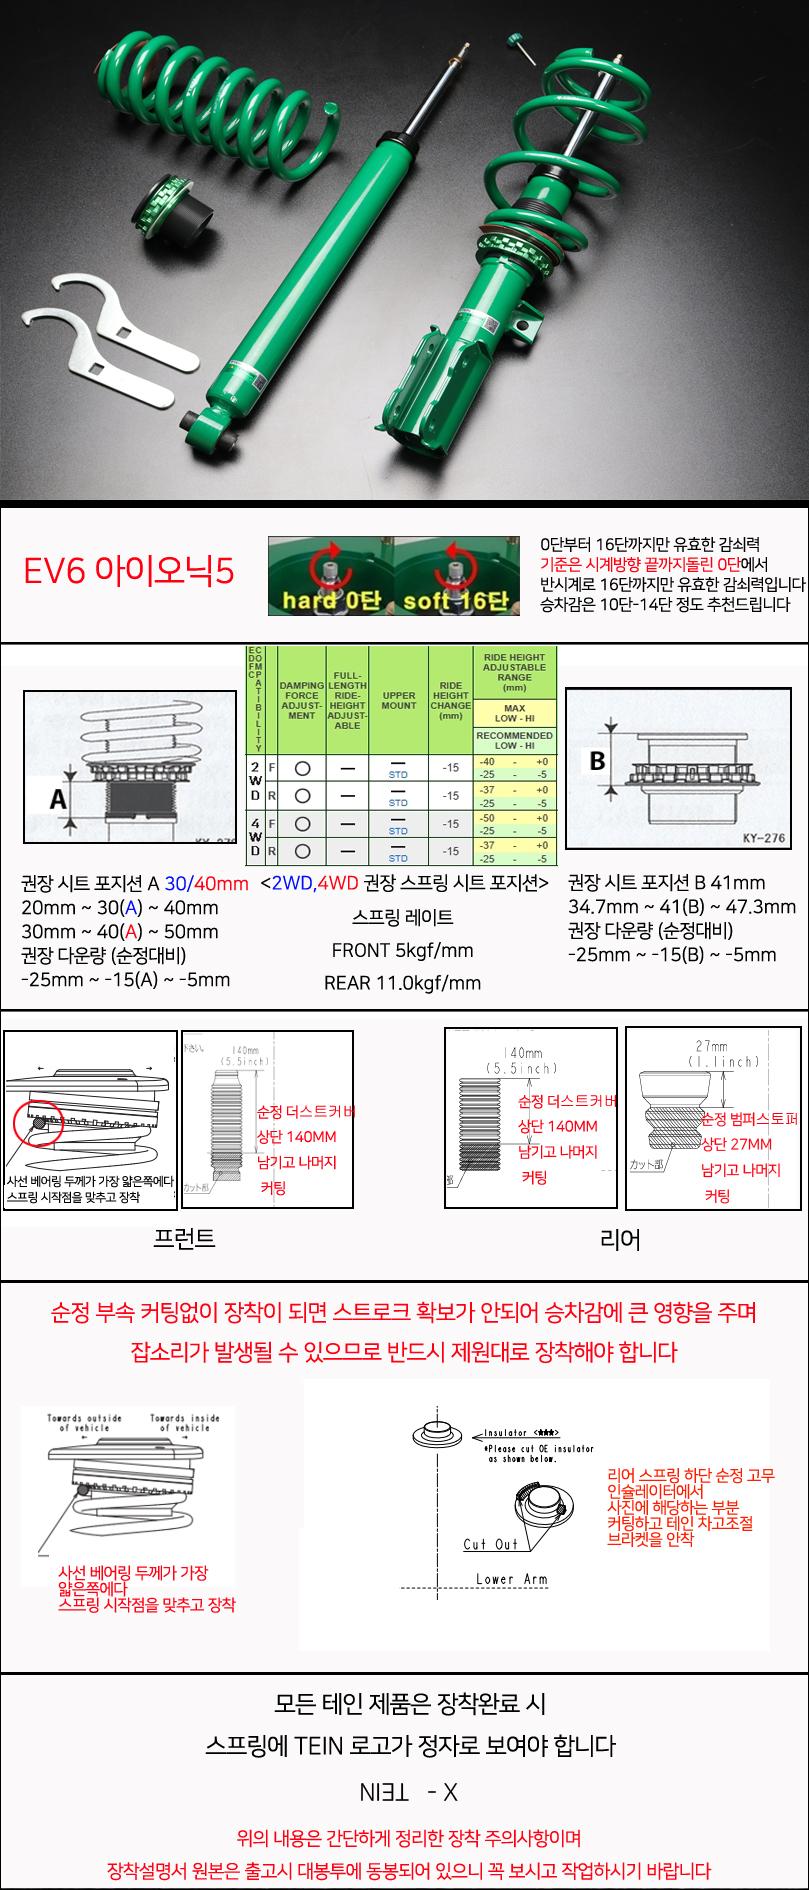 EV6 아이오닉5
hard 0단
soft 16단
0단부터 16단까지만 유효한 감쇠력
기준은 시계방향 끝까지돌린 0단에서
반시계로 16단까지만 유효한 감쇠력입니다
승차감은 10단-14단 정도 추천드립니다
A
KY-276
권장 시트 포지션 A 30/40mm
20mm ~ 30(A) ~ 40mm
30mm ~ 40(A) ~ 50mm
권장 다운량 (순정대비)
-25mm ~ -15(A) ~ -5mm
EDFC COMPATIBILITY
DAMPING FORCE ADJUST-MENT
FULL-LENGTH RIDE-HEIGHT ADJUST-ABLE
UPPER MOUNT
RIDE HEIGHT CHANGE (mm)
RIDE HEIGHT ADJUSTABLE RANGE (mm)
MAX LOW - HI
RECOMMENDED LOW - HI
2WD F ○ — — STD -15 -40 - +0
-25 - -5
R ○ — — STD -15 -37 - +0
-25 - -5
4WD F ○ — — STD -15 -50 - +0
-25 - -5
R ○ — — STD -15 -37 - +0
-25 - -5
<2WD,4WD 권장 스프링 시트 포지션>
스프링 레이트
FRONT 5kgf/mm
REAR 11.0kgf/mm
B
KY-276
권장 시트 포지션 B 41mm
34.7mm ~ 41(B) ~ 47.3mm
권장 다운량 (순정대비)
-25mm ~ -15(B) ~ -5mm
사선 베어링 두께가 가장 얇은쪽에다
스프링 시작점을 맞추고 장착
下さい。
140mm
(5.5inch)
순정 더스트커버
상단 140MM
남기고 나머지
커팅
カット部
프런트
140mm
(5.5inch)
순정 더스트커버
상단 140MM
남기고 나머지
커팅
部
27mm
(1.1inch)
순정 범퍼스토퍼
상단 27MM
남기고 나머지
커팅
カット部
리어
순정 부속 커팅없이 장착이 되면 스트로크 확보가 안되어 승차감에 큰 영향을 주며
잡소리가 발생될 수 있으므로 반드시 제원대로 장착해야 합니다
Towards outside
of vehicle
Towards inside
of vehicle
사선 베어링 두께가 가장
얇은쪽에다
스프링 시작점을 맞추고 장착
Insulator <***>
*Please cut OE insulator
as shown below.
Cut Out
Lower Arm
리어 스프링 하단 순정 고무
인슐레이터에서
사진에 해당하는 부분
커팅하고 테인 차고조절
브라켓을 안착
모든 테인 제품은 장착완료 시
스프링에 TEIN 로고가 정자로 보여야 합니다
TEIN - X
위의 내용은 간단하게 정리한 장착 주의사항이며
장착설명서 원본은 출고시 대봉투에 동봉되어 있으니 꼭 보시고 작업하시기 바랍니다